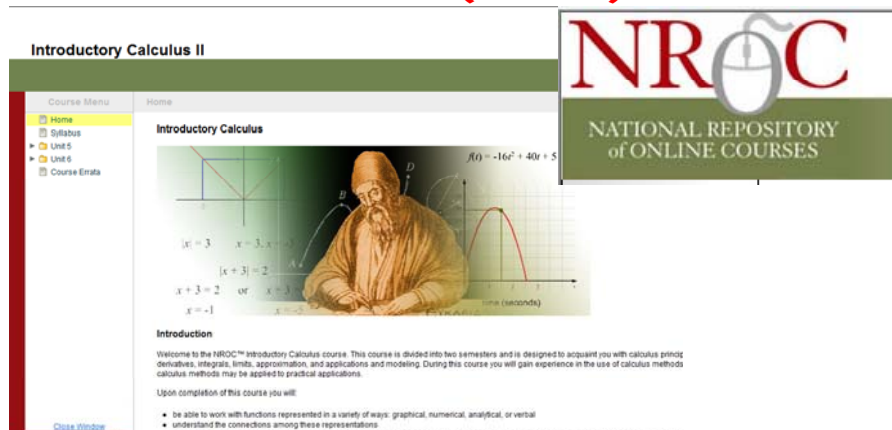 Introductory Calculus II
NROC
NATIONAL REPOSITORY
of ONLINE COURSES
Course Menu
Home
Home
Syllabus
Unit 5
Unit 6
Course Errata
Close Window
Introductory Calculus
f(t) = -16t² + 40t + 5
B
D
A
|x| = 3
x = 3, x = -3
|x + 3| = 2
x + 3 = 2 or x + 3
x = -1
time (seconds)
Introduction
Welcome to the NROC™ Introductory Calculus course. This course is divided into two semesters and is designed to acquaint you with calculus princip
derivatives, integrals, limits, approximation, and applications and modeling. During this course you will gain experience in the use of calculus methods
calculus methods may be applied to practical applications.
Upon completion of this course you will:
• be able to work with functions represented in a variety of ways: graphical, numerical, analytical, or verbal
• understand the connections among these representations